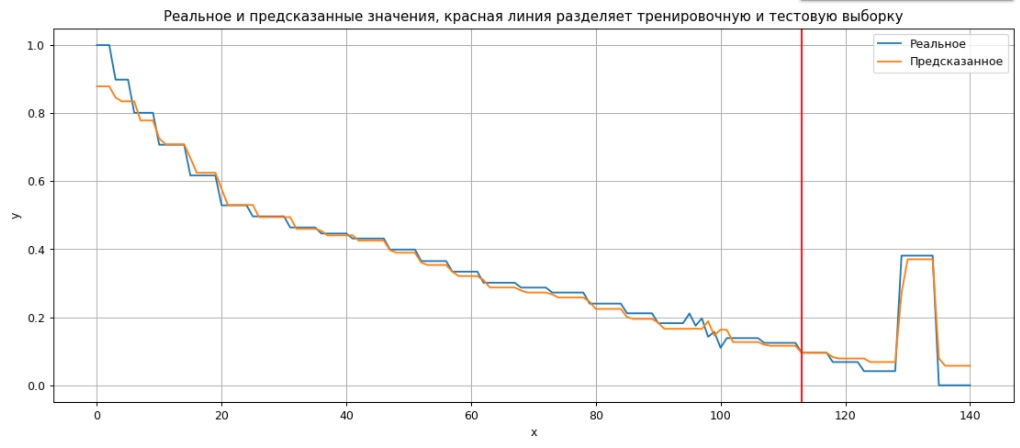 Реальное и предсказанные значения, красная линия разделяет тренировочную и тестовую выборку
Реальное
Предсказанное
1.0
0.8
0.6
0.4
0.2
0.0
y
0 20 40 60 80 100 120 140
x